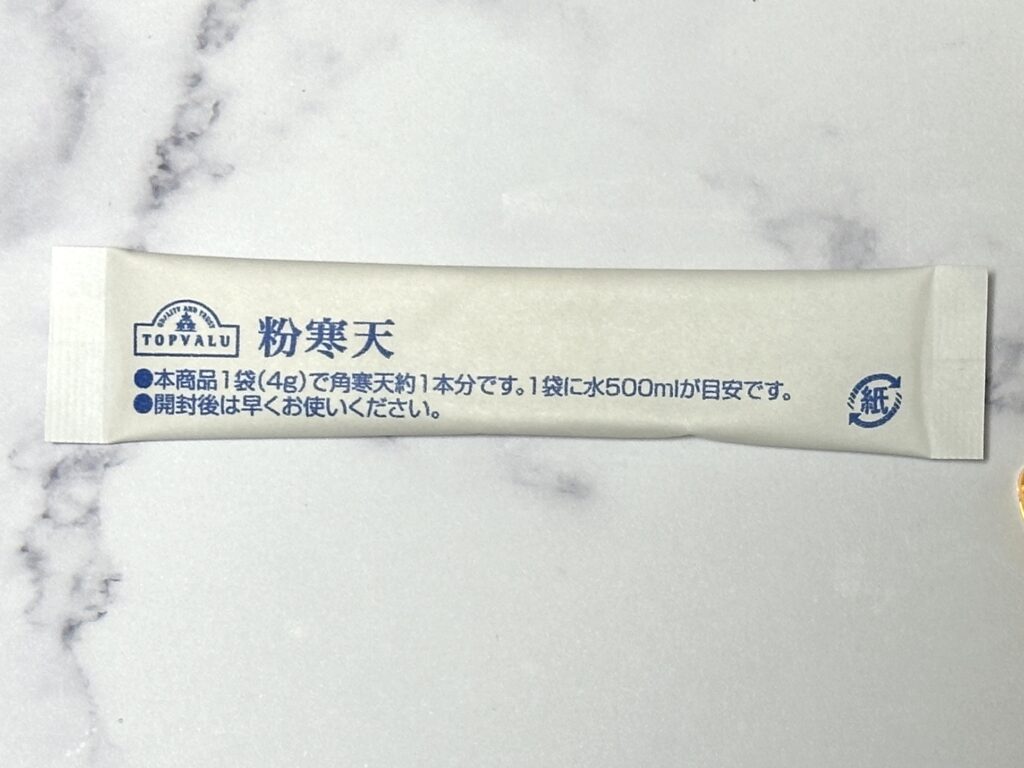 QUALITY AND TRUST
TOPVALU
粉寒天
●本商品1袋(4g)で角寒天約1本分です。1袋に水500mlが目安です。
●開封後は早くお使いください。
紙